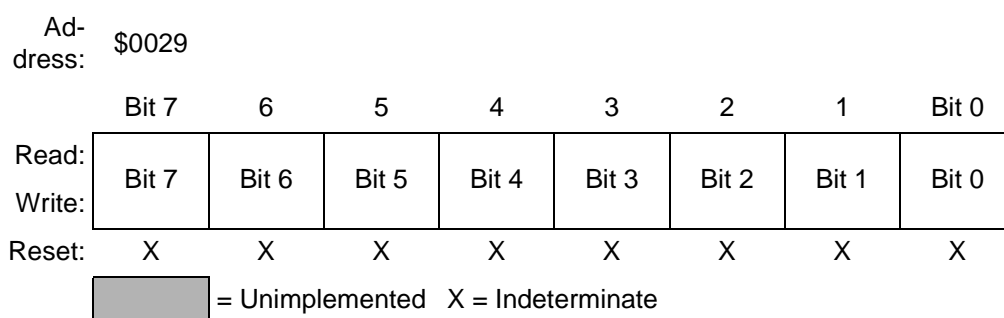 Ad-
dress: $0029
Bit 7 6 5 4 3 2 1 Bit 0
Read:
Bit 7 Bit 6 Bit 5 Bit 4 Bit 3 Bit 2 Bit 1 Bit 0
Write:
Reset: X X X X X X X X
= Unimplemented X = Indeterminate